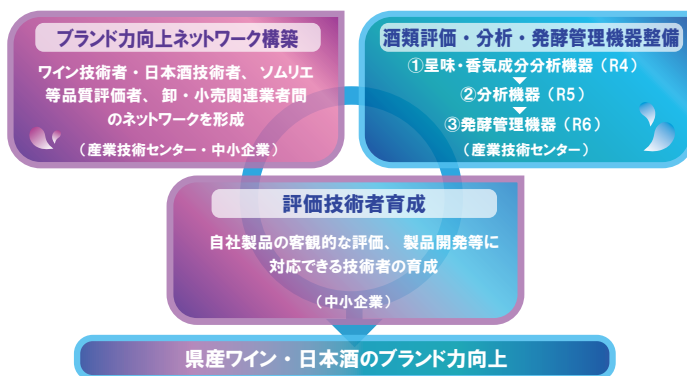 ブランド力向上ネットワーク構築
ワイン技術者・日本酒技術者、ソムリエ
等品質評価者、卸・小売関連業者間
のネットワークを形成
（産業技術センター・中小企業）
酒類評価・分析・発酵管理機器整備
①呈味・香気成分分析機器（R4）
②分析機器（R5）
③発酵管理機器（R6）
（産業技術センター）
評価技術者育成
自社製品の客観的な評価、製品開発等に
対応できる技術者の育成
（中小企業）
県産ワイン・日本酒のブランド力向上